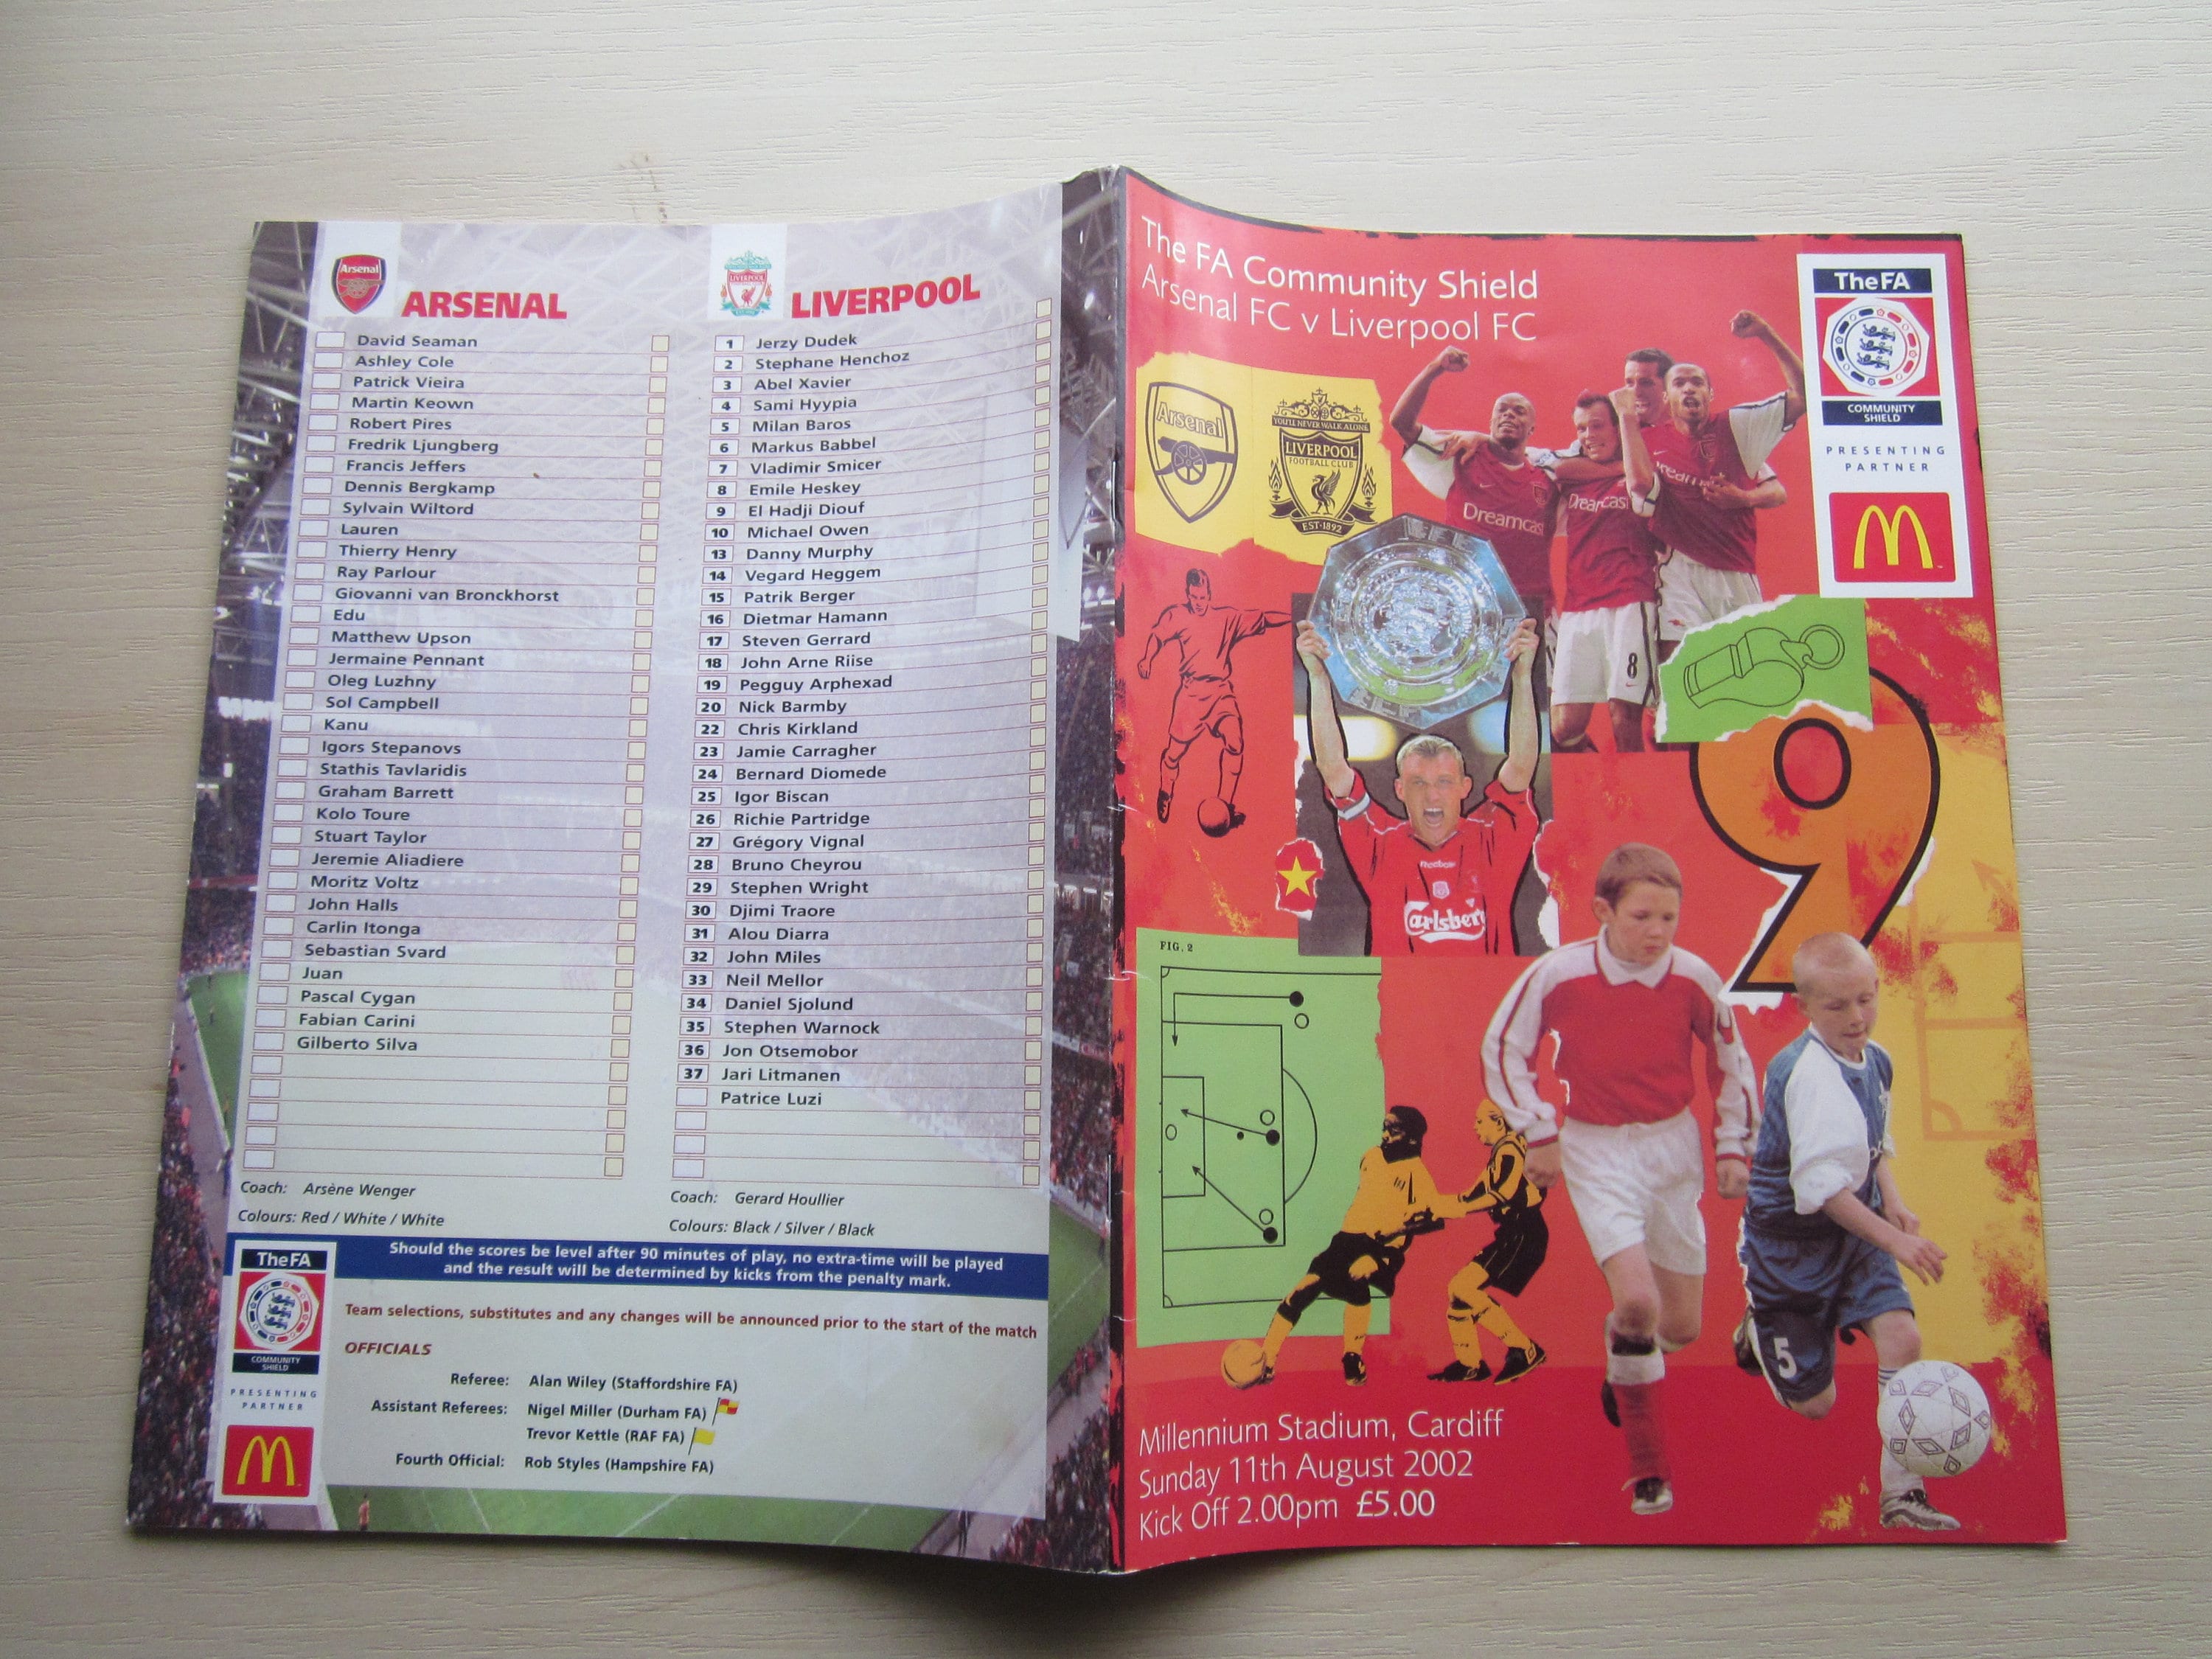 Arsenal
ARSENAL
David Seaman
Ashley Cole
Patrick Vieira
Martin Keown
Robert Pires
Fredrik Ljungberg
Francis Jeffers
Dennis Bergkamp
Sylvain Wiltord
Lauren
Thierry Henry
Ray Parlour
Giovanni van Bronckhorst
Edu
Matthew Upson
Jermaine Pennant
Oleg Luzhny
Sol Campbell
Kanu
Igors Stepanovs
Stathis Tavlaridis
Graham Barrett
Kolo Toure
Stuart Taylor
Jeremie Aliadiere
Moritz Voltz
John Halls
Carlin Itonga
Sebastian Svard
Juan
Pascal Cygan
Fabian Carini
Gilberto Silva
Coach: Arsène Wenger
Colours: Red / White / White
LIVERPOOL
LIVERPOOL
1 Jerzy Dudek
2 Stephane Henchoz
3 Abel Xavier
4 Sami Hyypia
5 Milan Baros
6 Markus Babbel
7 Vladimir Smicer
8 Emile Heskey
9 El Hadji Diouf
10 Michael Owen
13 Danny Murphy
14 Vegard Heggem
15 Patrik Berger
16 Dietmar Hamann
17 Steven Gerrard
18 John Arne Riise
19 Pegguy Arphexad
20 Nick Barmby
22 Chris Kirkland
23 Jamie Carragher
24 Bernard Diomede
25 Igor Biscan
26 Richie Partridge
27 Grégory Vignal
28 Bruno Cheyrou
29 Stephen Wright
30 Djimi Traore
31 Alou Diarra
32 John Miles
33 Neil Mellor
34 Daniel Sjolund
35 Stephen Warnock
36 Jon Otsemobor
37 Jari Litmanen
Patrice Luzi
Coach: Gerard Houllier
Colours: Black / Silver / Black
Should the scores be level after 90 minutes of play, no extra-time will be played
and the result will be determined by kicks from the penalty mark.
TheFA
COMMUNITY
SHIELD
PRESENTING
PARTNER
M
Team selections, substitutes and any changes will be announced prior to the start of the match
OFFICIALS
Referee: Alan Wiley (Staffordshire FA)
Assistant Referees: Nigel Miller (Durham FA)
Trevor Kettle (RAF FA)
Fourth Official: Rob Styles (Hampshire FA)
The FA Community Shield
Arsenal FC v Liverpool FC
TheFA
COMMUNITY
SHIELD
PRESENTING
PARTNER
M
Arsenal
YOU'LL NEVER WALK ALONE
LIVERPOOL
FOOTBALL CLUB
EST·1892
Dreamcast
Dreamcast
8
Reebok
Carlsberg
9
FIG. 2
5
Millennium Stadium, Cardiff
Sunday 11th August 2002
Kick Off 2.00pm £5.00